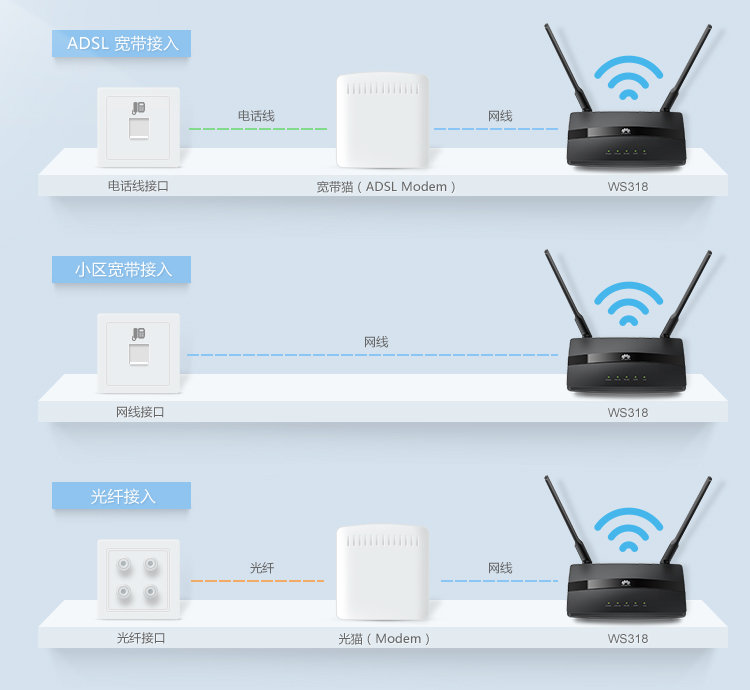 ADSL 宽带接入
电话线
网线
电话线接口
宽带猫（ADSL Modem）
WS318
小区宽带接入
网线
网线接口
WS318
光纤接入
光纤
网线
光纤接口
光猫（Modem）
WS318